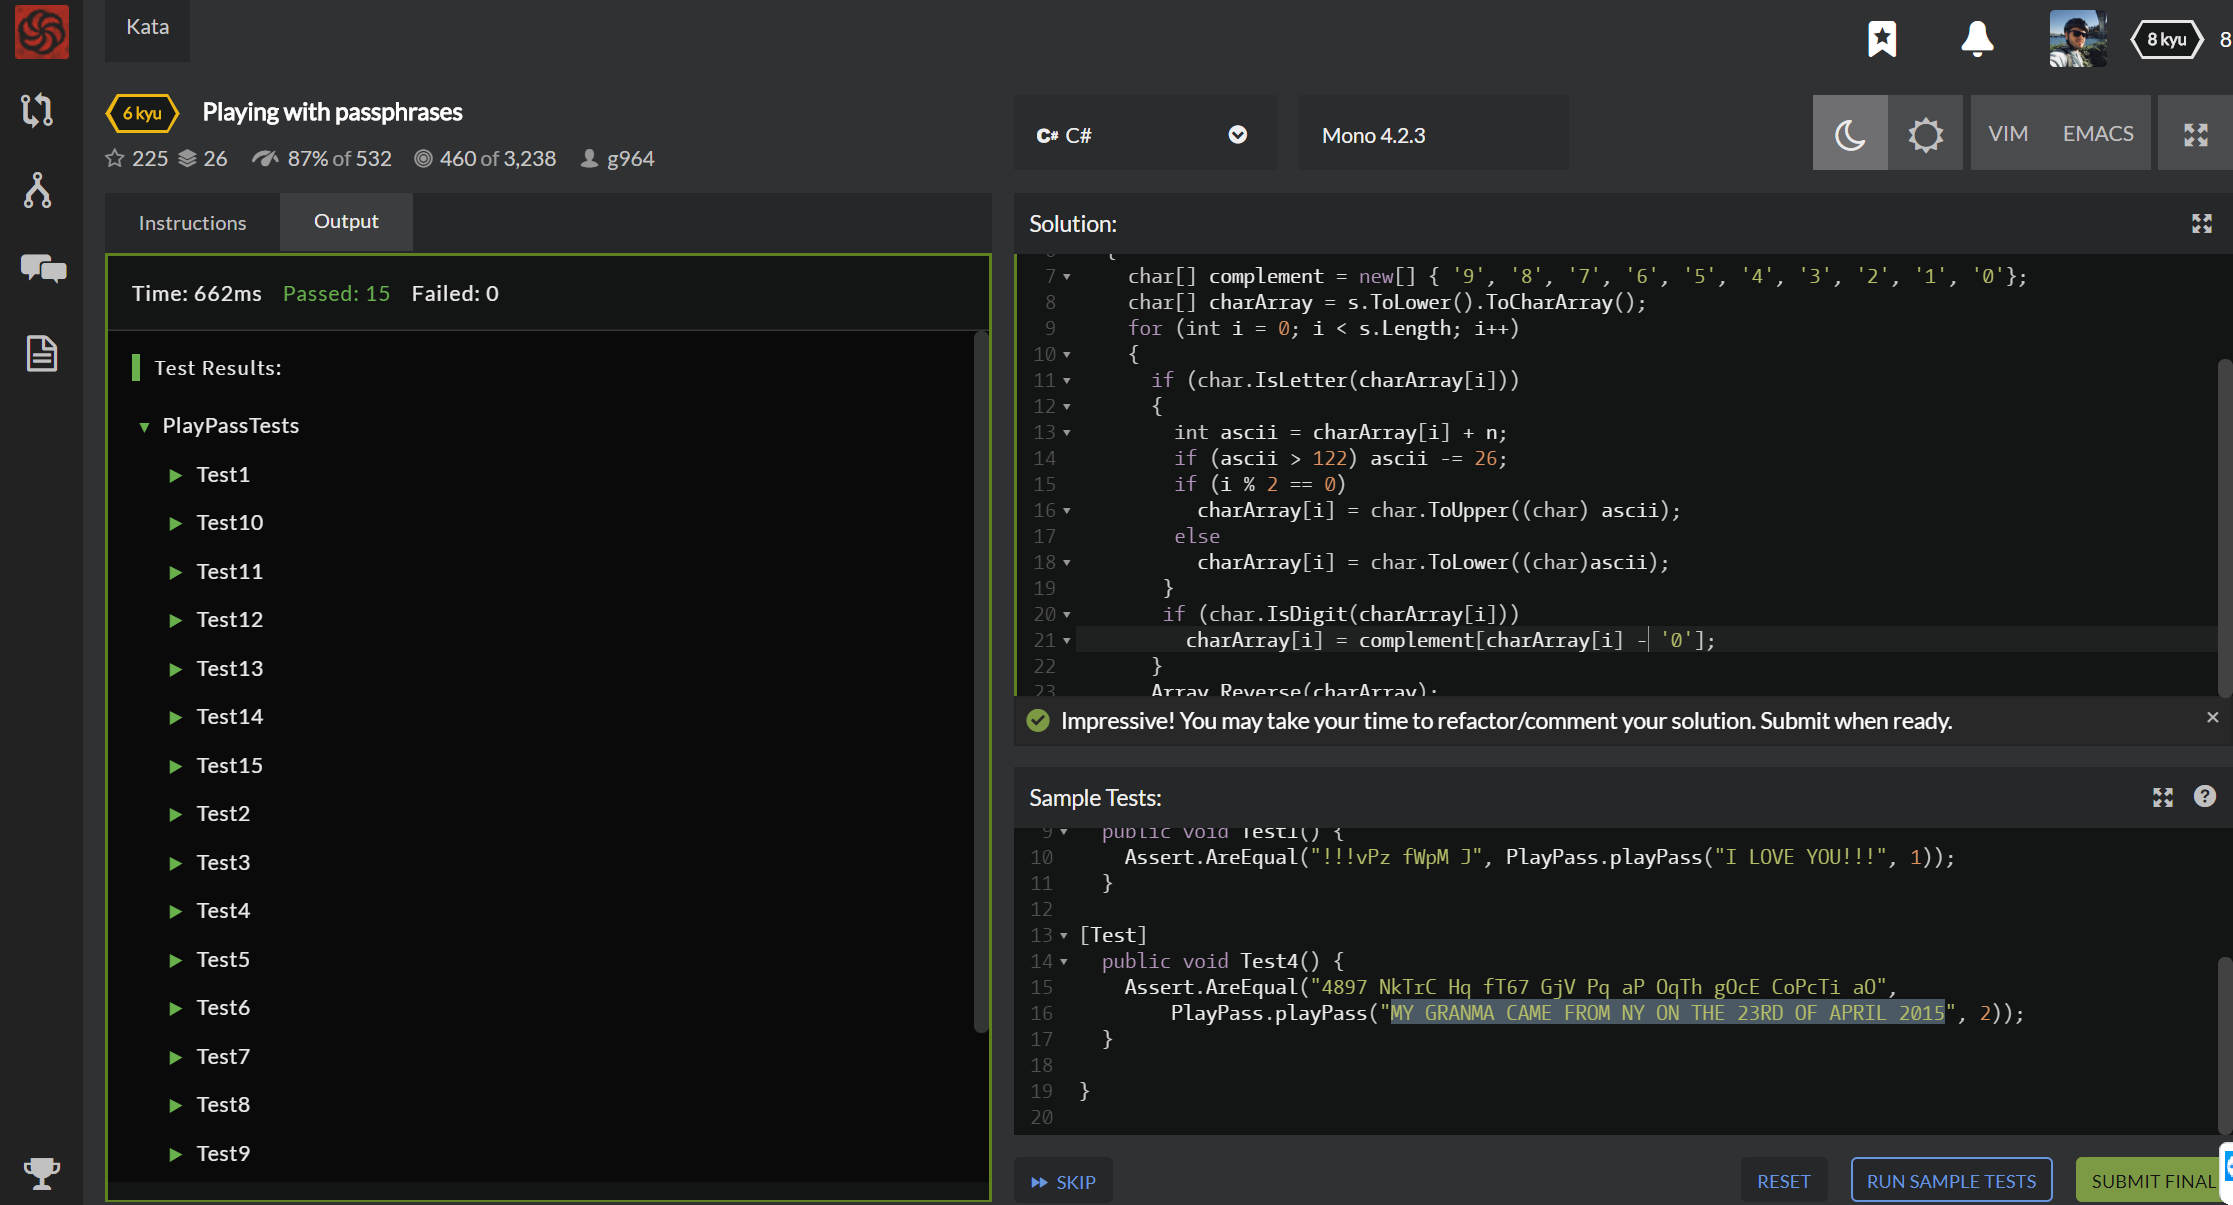 Kata
8 kyu
8
6 kyu
Playing with passphrases
225 26 87% of 532 460 of 3,238 g964
C# C#
Mono 4.2.3
VIM
EMACS
Instructions
Output
Time: 662ms Passed: 15 Failed: 0
Test Results:
PlayPassTests
Test1
Test10
Test11
Test12
Test13
Test14
Test15
Test2
Test3
Test4
Test5
Test6
Test7
Test8
Test9
Solution:
6 {
7 char[] complement = new[] { '9', '8', '7', '6', '5', '4', '3', '2', '1', '0'};
8 char[] charArray = s.ToLower().ToCharArray();
9 for (int i = 0; i < s.Length; i++)
10 {
11 if (char.IsLetter(charArray[i]))
12 {
13 int ascii = charArray[i] + n;
14 if (ascii > 122) ascii -= 26;
15 if (i % 2 == 0)
16 charArray[i] = char.ToUpper((char) ascii);
17 else
18 charArray[i] = char.ToLower((char)ascii);
19 }
20 if (char.IsDigit(charArray[i]))
21 charArray[i] = complement[charArray[i] - '0'];
22 }
23 Array.Reverse(charArray);
Impressive! You may take your time to refactor/comment your solution. Submit when ready.
×
Sample Tests:
?
9 public void Test1() {
10 Assert.AreEqual("!!!vPz fWpM J", PlayPass.playPass("I LOVE YOU!!!", 1));
11 }
12
13 [Test]
14 public void Test4() {
15 Assert.AreEqual("4897 NkTrC Hq fT67 GjV Pq aP OqTh gOcE CoPcTi aO",
16 PlayPass.playPass("MY GRANMA CAME FROM NY ON THE 23RD OF APRIL 2015", 2));
17 }
18
19 }
20
SKIP
RESET
RUN SAMPLE TESTS
SUBMIT FINAL